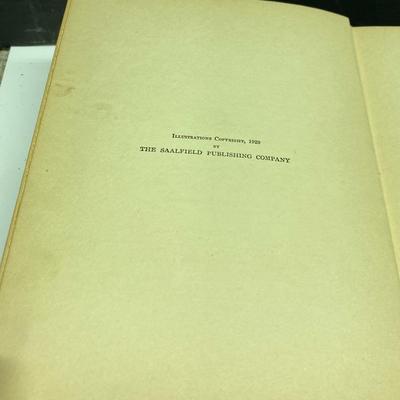 Illustrations Copyright, 1929
by
THE SAALFIELD PUBLISHING COMPANY